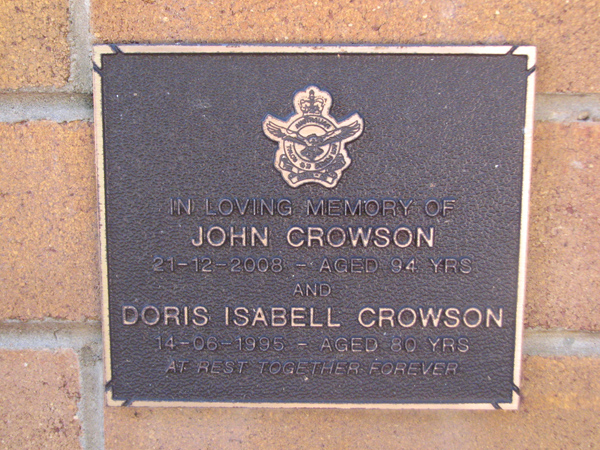 IN LOVING MEMORY OF
JOHN CROWSON
21-12-2008 - AGED 94 YRS
AND
DORIS ISABELL CROWSON
14-06-1995 - AGED 80 YRS
AT REST TOGETHER FOREVER